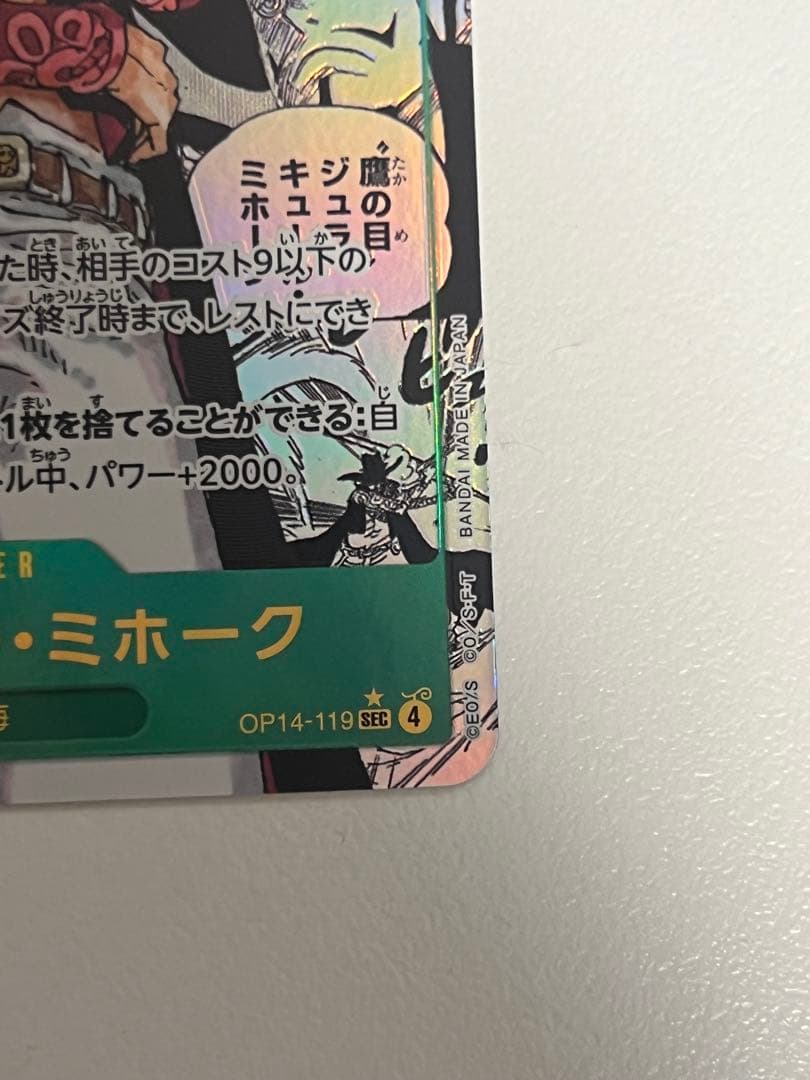 "鷹の目"
ジュラ
キュー
ミホー
た時、相手のコスト9以下の
ズ終了時まで、レストにでき
1枚を捨てることができる:自
ル中、パワー+2000。
ER
・ミホーク
OP14-119 SEC 4
BANDAI MADE IN JAPAN
©E.O/S ©O/S・F・T